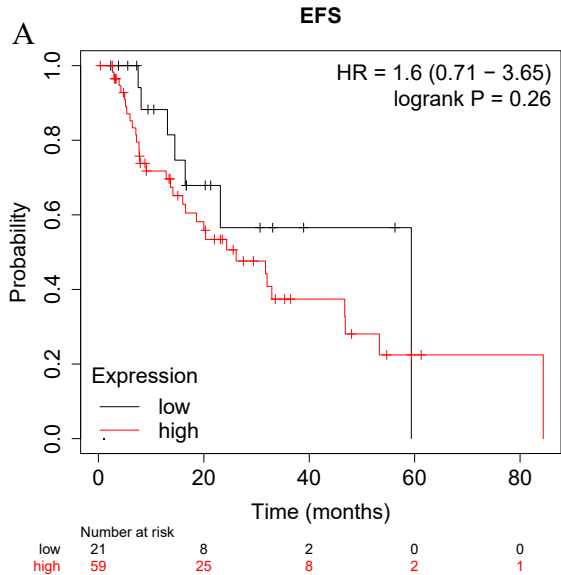 EFS
A
HR = 1.6 (0.71 − 3.65)
logrank P = 0.26
1.0
0.8
0.6
0.4
0.2
0.0
Probability
Expression
low
high
0 20 40 60 80
Time (months)
Number at risk
low 21 8 2 0 0
high 59 25 8 2 1